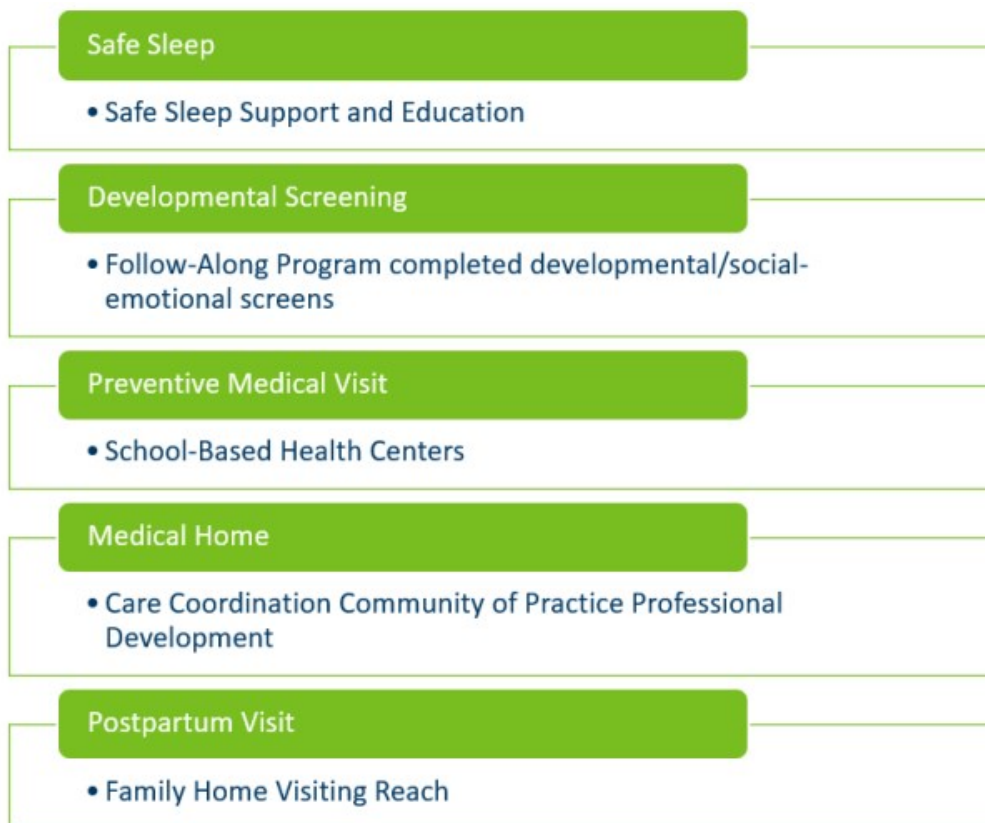 Safe Sleep
• Safe Sleep Support and Education
Developmental Screening
• Follow-Along Program completed developmental/social-
emotional screens
Preventive Medical Visit
• School-Based Health Centers
Medical Home
• Care Coordination Community of Practice Professional
Development
Postpartum Visit
• Family Home Visiting Reach